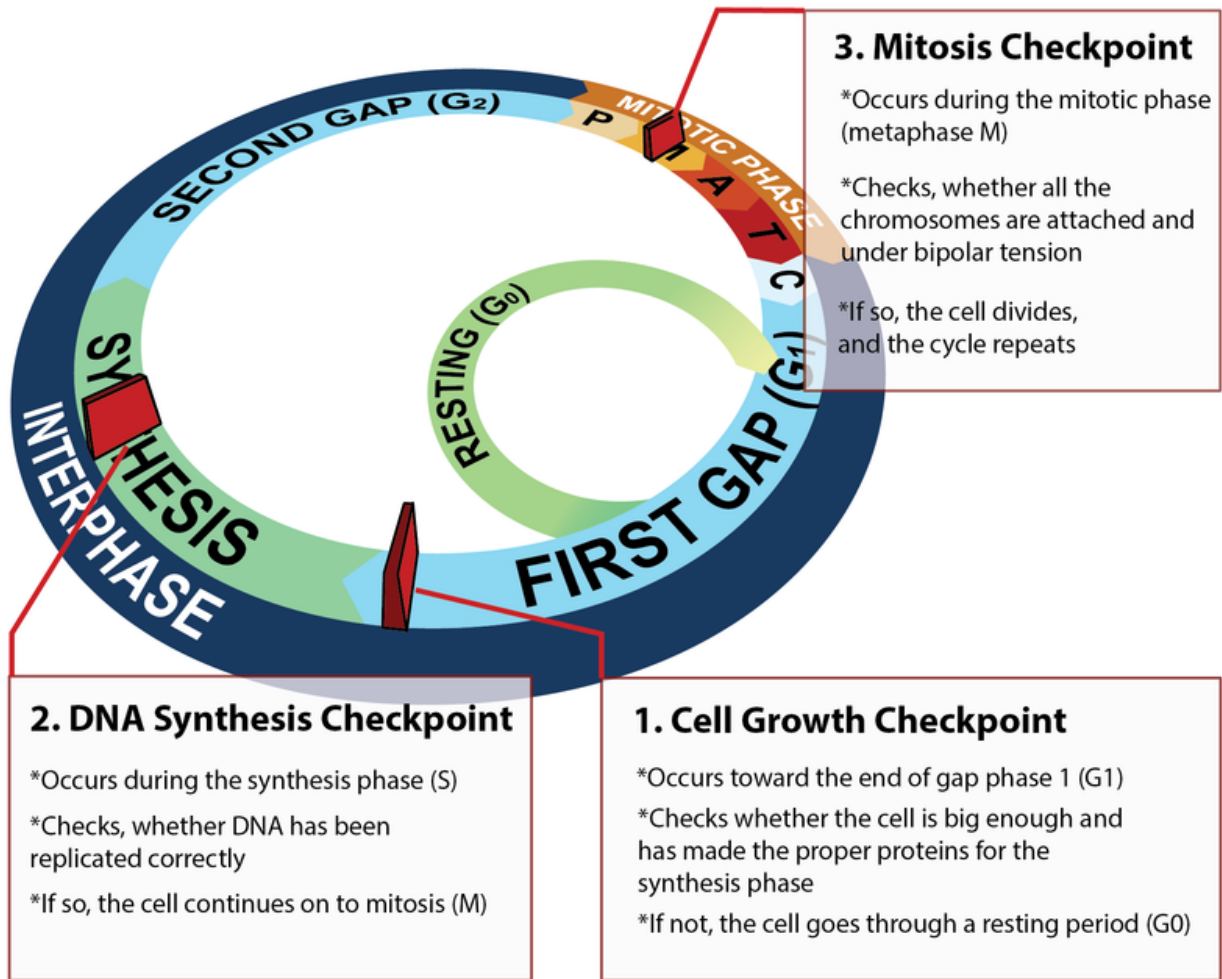 3. Mitosis Checkpoint
*Occurs during the mitotic phase
(metaphase M)
*Checks, whether all the
chromosomes are attached and
under bipolar tension
*If so, the cell divides,
and the cycle repeats
SECOND GAP (G2)
P
MITOTIC PHASE
M
A
T
C
RESTING (G0)
FIRST GAP (G1)
SY HESIS
INTERPHASE
2. DNA Synthesis Checkpoint
*Occurs during the synthesis phase (S)
*Checks, whether DNA has been
replicated correctly
*If so, the cell continues on to mitosis (M)
1. Cell Growth Checkpoint
*Occurs toward the end of gap phase 1 (G1)
*Checks whether the cell is big enough and
has made the proper proteins for the
synthesis phase
*If not, the cell goes through a resting period (G0)